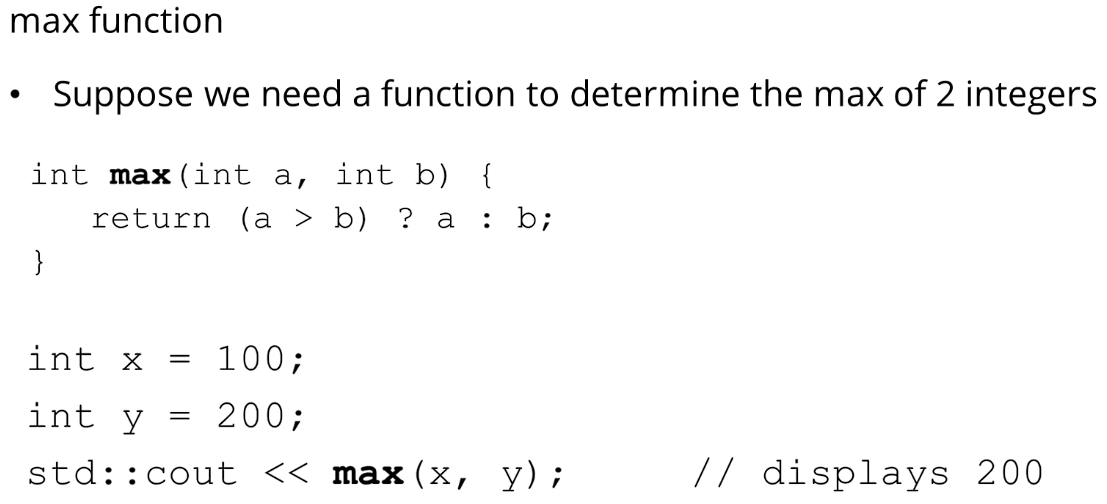 max function
• Suppose we need a function to determine the max of 2 integers
int max(int a, int b) {
return (a > b) ? a : b;
}
int x = 100;
int y = 200;
std::cout << max(x, y); // displays 200